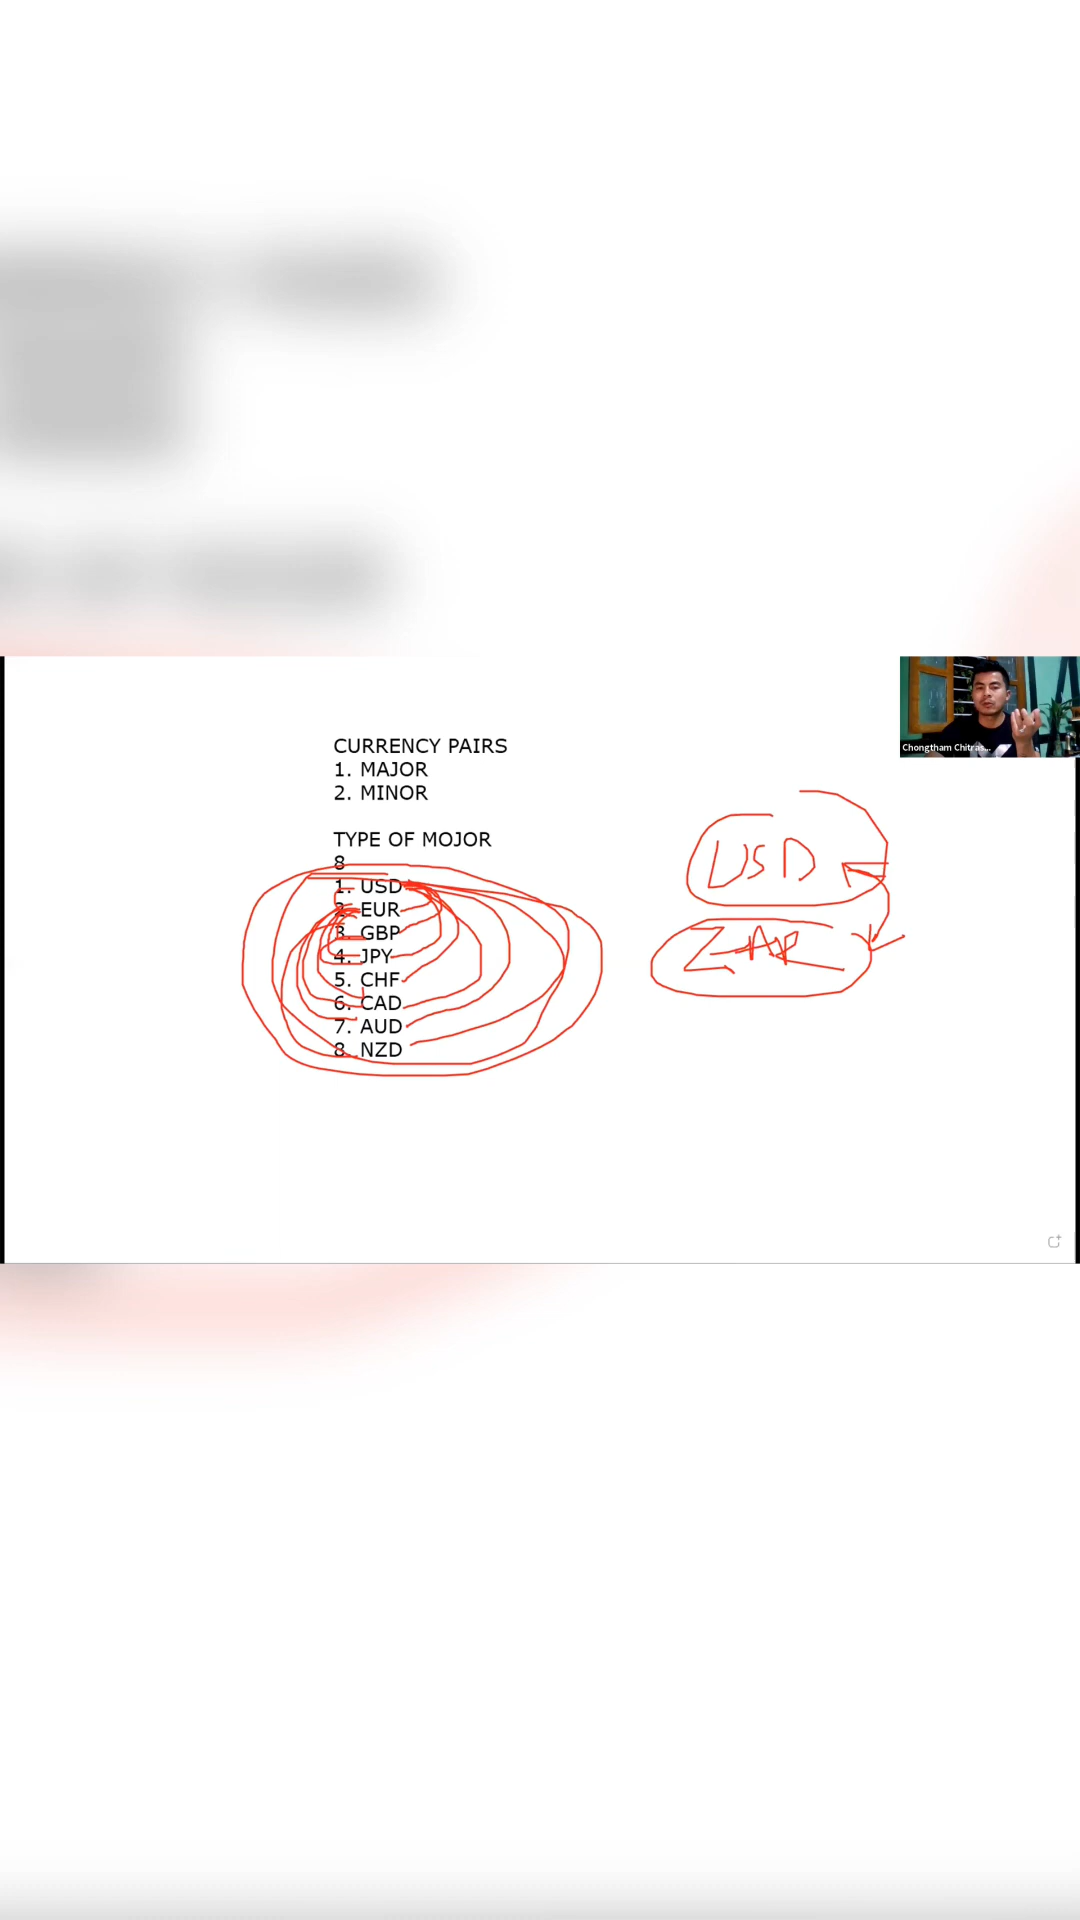 Chongtham Chitras...
CURRENCY PAIRS
1. MAJOR
2. MINOR
TYPE OF MOJOR
8
1. USD
2. EUR
3. GBP
4. JPY
5. CHF
6. CAD
7. AUD
8. NZD
USD
ZAR